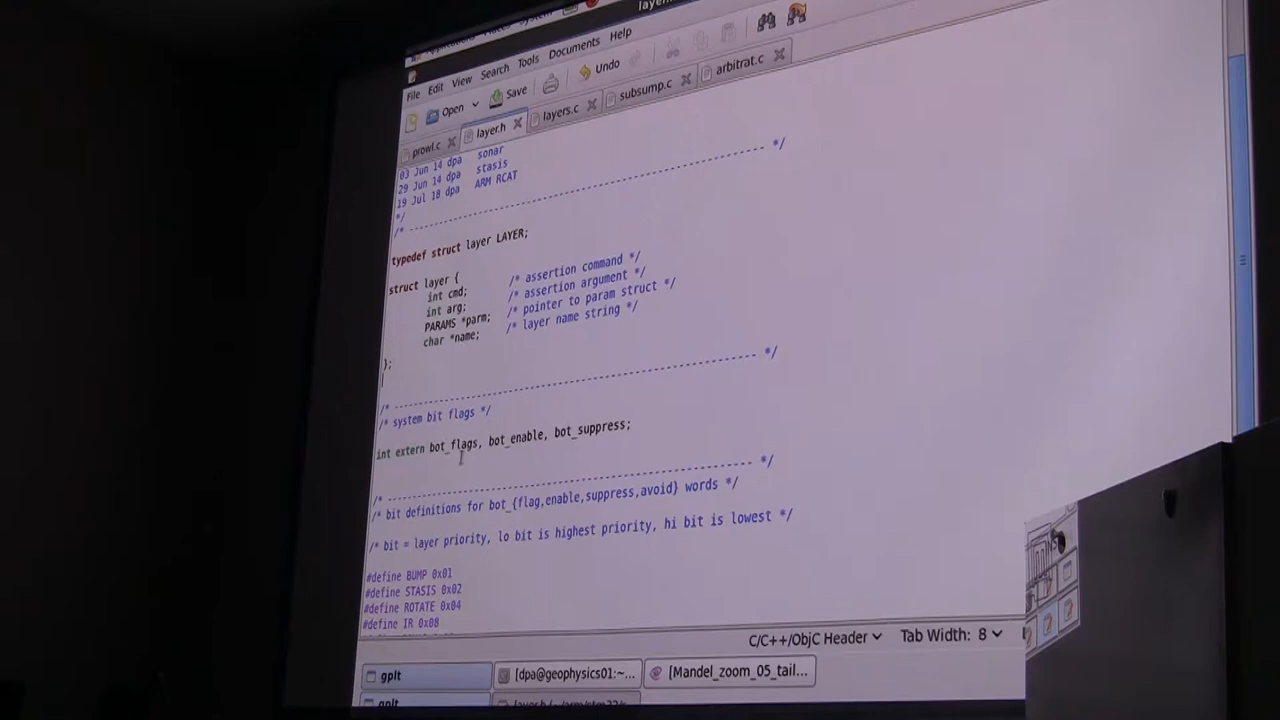 File Edit View Search Tools Documents Help
Open Save Undo
prowl.c layer.h layers.c subsump.c arbitrat.c
03 Jun 14 dpa sonar
29 Jun 14 dpa stasis
19 Jul 18 dpa ARM RCAT
*/
/* ------------------------------------------------------- */
typedef struct layer LAYER;
struct layer {
int cmd; /* assertion command */
int arg; /* assertion argument */
PARAMS *parm; /* pointer to param struct */
char *name; /* layer name string */
};
/* ------------------------------------------------------- */
/* system bit flags */
int extern bot_flags, bot_enable, bot_suppress;
/* ------------------------------------------------------- */
/* bit definitions for bot_{flag,enable,suppress,avoid} words */
/* bit = layer priority, lo bit is highest priority, hi bit is lowest */
#define BUMP 0x01
#define STASIS 0x02
#define ROTATE 0x04
#define IR 0x08
C/C++/ObjC Header Tab Width: 8
gplt [dpa@geophysics01:~... [Mandel_zoom_05_tail...
gplt